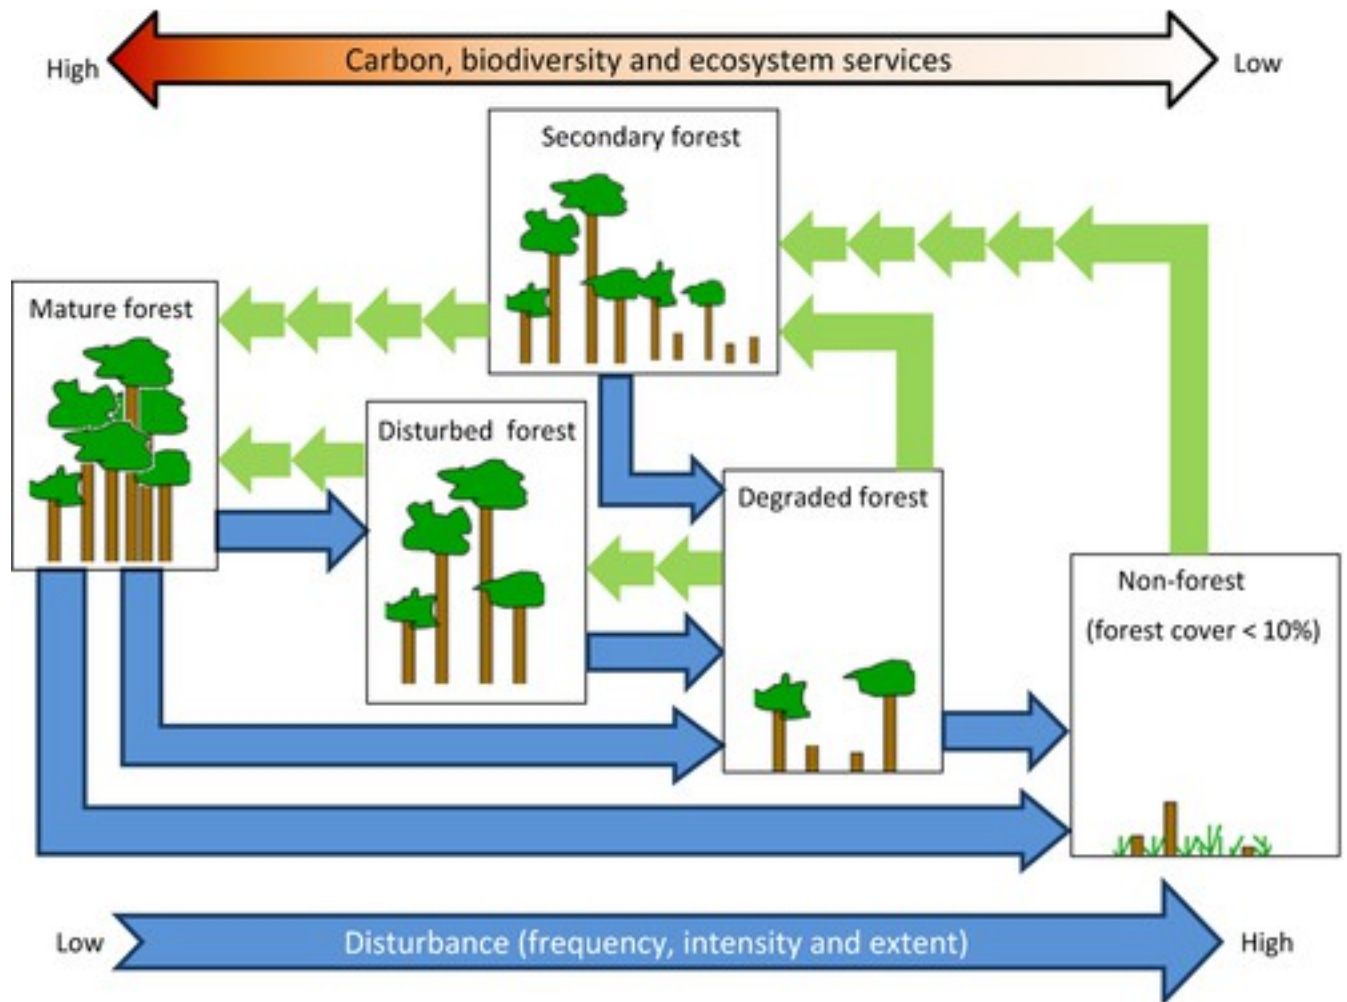 High
Carbon, biodiversity and ecosystem services
Low
Secondary forest
Mature forest
Disturbed forest
Degraded forest
Non-forest
(forest cover < 10%)
Low
Disturbance (frequency, intensity and extent)
High